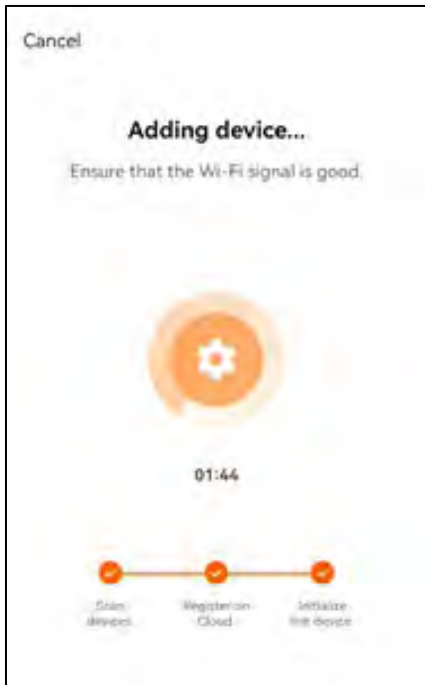 Cancel
Adding device...
Ensure that the Wi-Fi signal is good.
01:44
Scan
devices.
Register on
Cloud.
Initialize
the device.